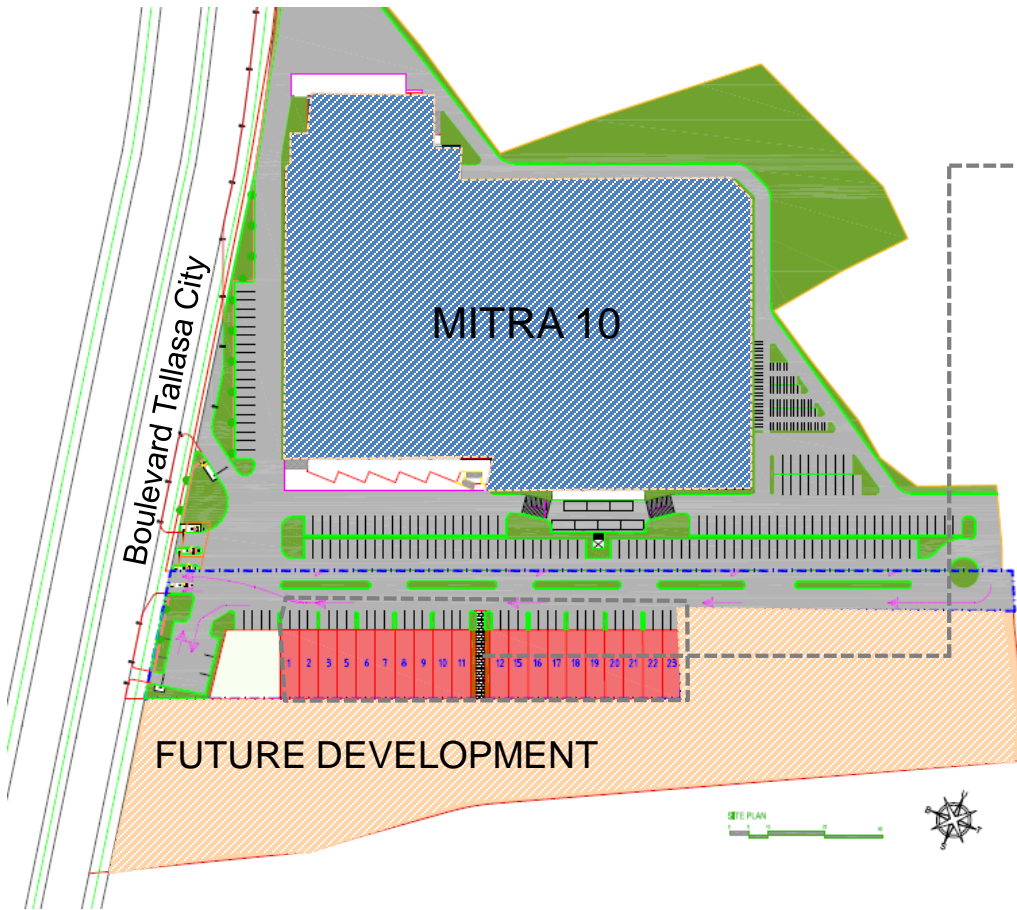 MITRA 10
Boulevard Tallasa City
1 2 3 5 6 7 8 9 10 11 12 15 16 17 18 19 20 21 22 23
FUTURE DEVELOPMENT
SITE PLAN
U
B
T
S